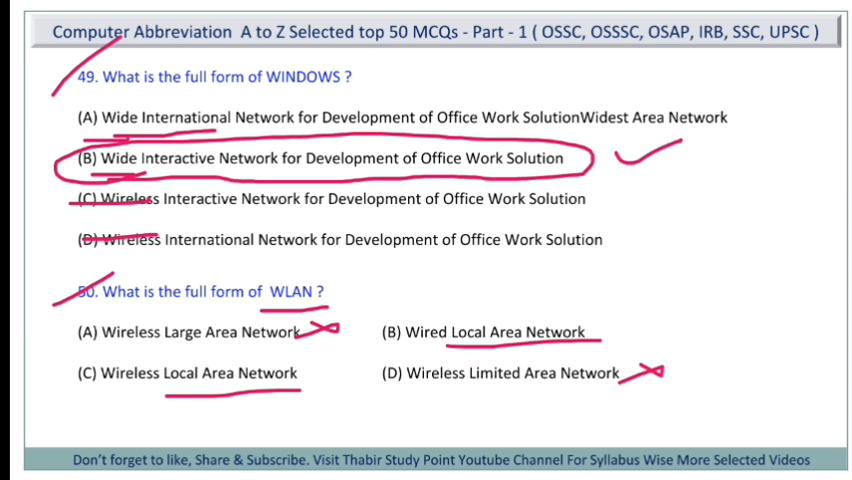 Computer Abbreviation A to Z Selected top 50 MCQs - Part - 1 ( OSSC, OSSSC, OSAP, IRB, SSC, UPSC )
49. What is the full form of WINDOWS ?
(A) Wide International Network for Development of Office Work SolutionWidest Area Network
(B) Wide Interactive Network for Development of Office Work Solution
(C) Wireless Interactive Network for Development of Office Work Solution
(D) Wireless International Network for Development of Office Work Solution
50. What is the full form of WLAN ?
(A) Wireless Large Area Network (B) Wired Local Area Network
(C) Wireless Local Area Network (D) Wireless Limited Area Network
Don't forget to like, Share & Subscribe. Visit Thabir Study Point Youtube Channel For Syllabus Wise More Selected Videos